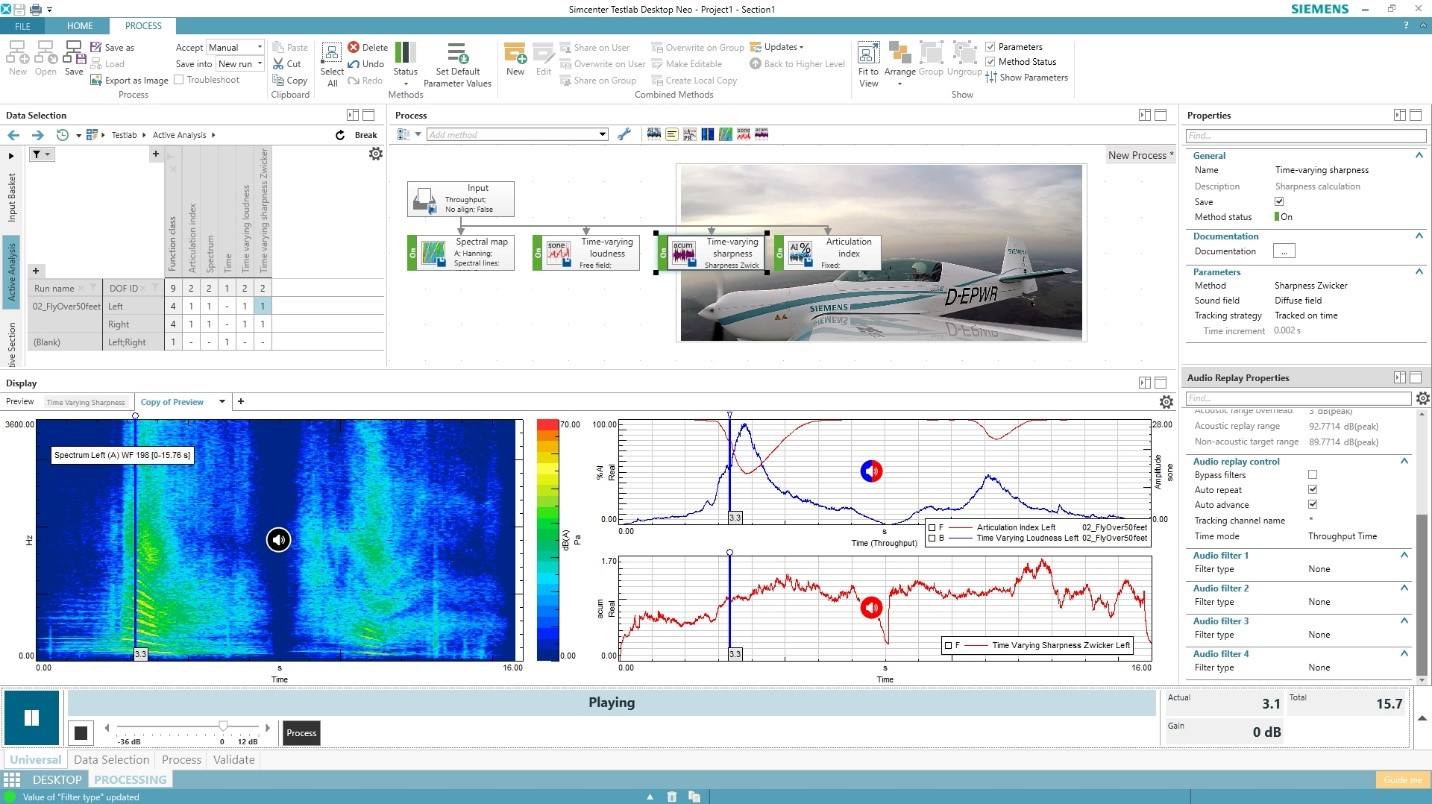 Simcenter Testlab Desktop Neo - Project1 - Section1
SIEMENS
FILE HOME PROCESS
New Open Save
Save as
Load
Export as Image
Accept Manual
Save into New run
Troubleshoot
Process
Paste
Cut
Copy
Clipboard
Select All
Delete
Undo
Redo
Status
Set Default Parameter Values
Methods
New Edit
Share on User
Overwrite on User
Share on Group
Overwrite on Group
Make Editable
Create Local Copy
Updates
Back to Higher Level
Combined Methods
Fit to View
Arrange Group Ungroup
Parameters
Method Status
Show Parameters
Show
Data Selection
Testlab Active Analysis
Break
Input Basket
Active Analysis
Function class
Articulation index
Spectrum
Time
Time varying loudness
Time varying sharpness Zwicker
Run name DOF ID 9 2 2 1 2 2
02_FlyOver50feet Left 4 1 1 - 1 1
Right 4 1 1 - 1 1
(Blank) Left;Right 1 - - 1 - -
Process
Add method
New Process *
Input
Throughput;
No align: False
On
Spectral map
A: Hanning;
Spectral lines:
On
sone
Time-varying
loudness
Free field;
On
acum
Time-varying
sharpness
Sharpness Zwick
On
AI%
Articulation
index
Fixed;
SIEMENS
D-EPWR
Properties
Find...
General
Name Time-varying sharpness
Description Sharpness calculation
Save
Method status On
Documentation
Documentation ...
Parameters
Method Sharpness Zwicker
Sound field Diffuse field
Tracking strategy Tracked on time
Time increment 0.002 s
Display
Preview Time Varying Sharpness Copy of Preview +
3600.00
Hz
0.00
Spectrum Left (A) WF 198 [0-15.76 s]
3.3
0.00 s 16.00
Time
70.00
dB(A)
Pa
0.00
100.00
%AI
Real
0.00
28.00
Amplitude
sone
0.00
3.3
0.00 s
Time (Throughput)
F Articulation Index Left 02_FlyOver50feet
B Time Varying Loudness Left 02_FlyOver50feet
1.70
acum
Real
0.00
3.3
F Time Varying Sharpness Zwicker Left
0.00 s 16.00
Time
Audio Replay Properties
Find...
Acoustic range overhead 3 dB(peak)
Acoustic replay range 92.7714 dB(peak)
Non-acoustic target range 89.7714 dB(peak)
Audio replay control
Bypass filters
Auto repeat
Auto advance
Tracking channel name *
Time mode Throughput Time
Audio filter 1
Filter type None
Audio filter 2
Filter type None
Audio filter 3
Filter type None
Audio filter 4
Filter type None
Playing
-36 dB 0 12 dB
Process
Actual 3.1
Total 15.7
Gain 0 dB
Universal Data Selection Process Validate
DESKTOP PROCESSING
Guide me
Value of "Filter type" updated